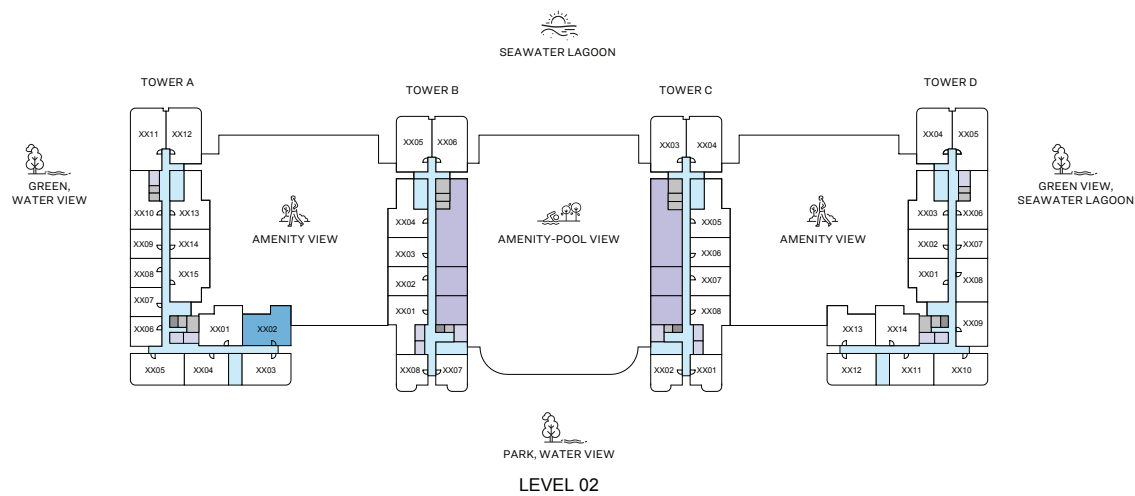 SEAWATER LAGOON
TOWER A
TOWER B
TOWER C
TOWER D
GREEN,
WATER VIEW
AMENITY VIEW
AMENITY-POOL VIEW
AMENITY VIEW
GREEN VIEW,
SEAWATER LAGOON
XX11 XX12
XX10 XX13
XX09 XX14
XX08 XX15
XX07
XX06 XX01 XX02
XX05 XX04 XX03
XX05 XX06
XX04
XX03
XX02
XX01
XX08 XX07
XX03 XX04
XX05
XX06
XX07
XX08
XX02 XX01
XX04 XX05
XX03 XX06
XX02 XX07
XX01 XX08
XX13 XX14 XX09
XX12 XX11 XX10
PARK, WATER VIEW
LEVEL 02